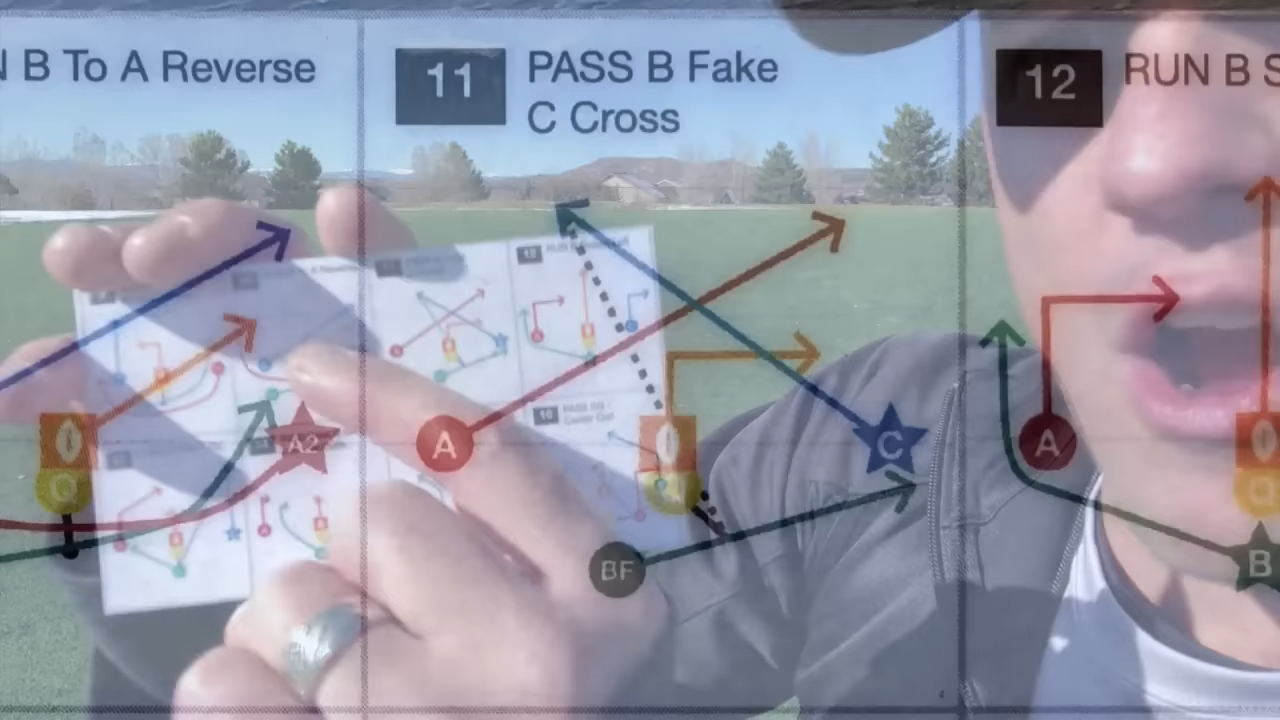 B To A Reverse
11
PASS B Fake
C Cross
12
RUN B S
A2
Q
A
C
BF
A
Q
B